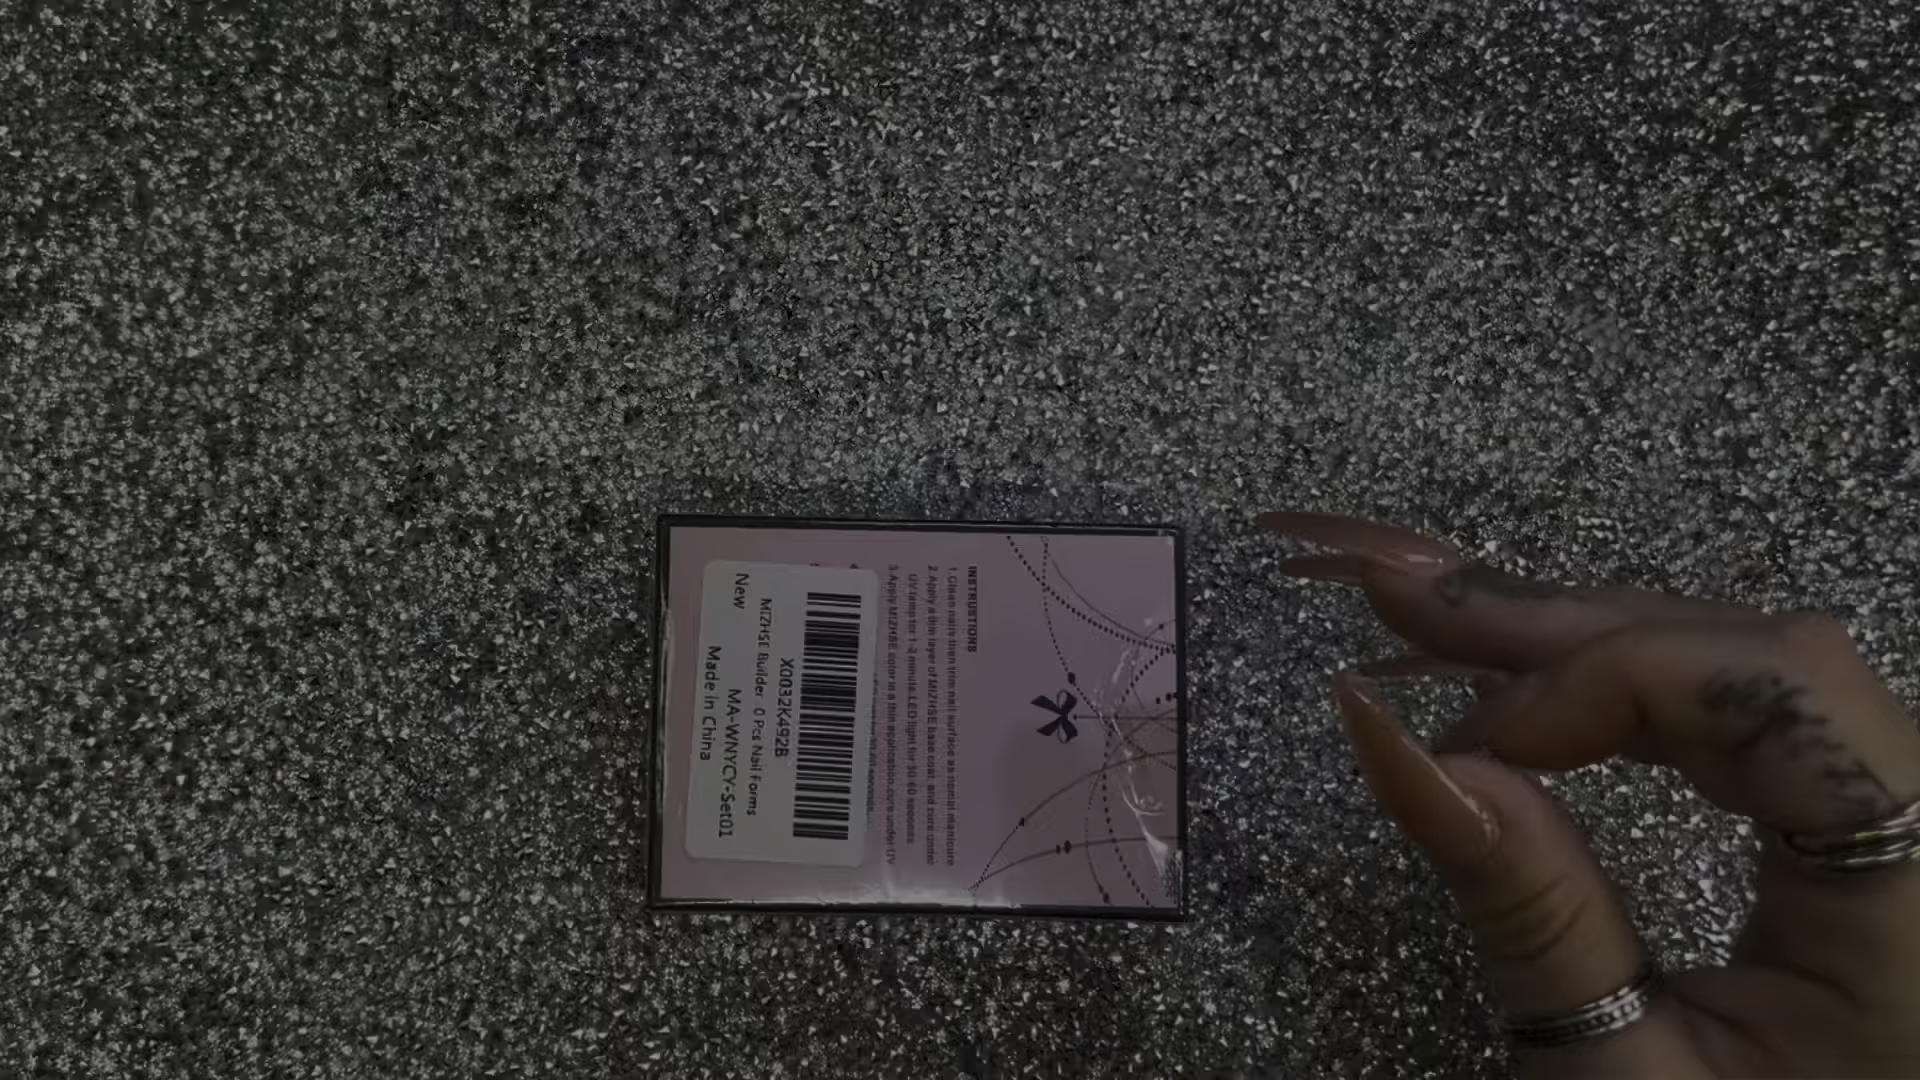 INSTRUSTIONS
1.Clean nails then trim nail surface as normal manicure
2.Apply a thin layer of MIZHSE base coat, and cure under
UV lamp for 1-2 minute.LED light for 30-60 seconds
3.Apply MIZHSE color in a thin application,cure under UV
X0032K492B
MIZHSE Builder 0 Pcs Nail Forms
MA-WNYCY-Set01
New
Made in China